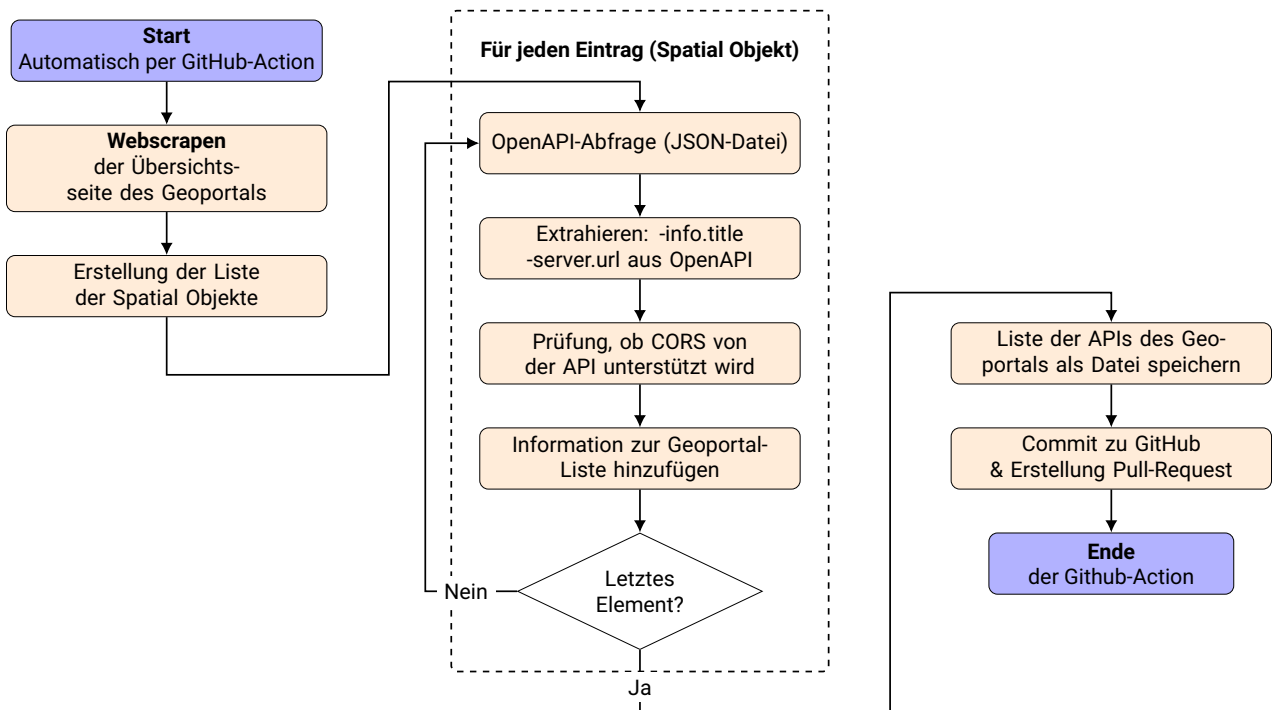 Start
Automatisch per GitHub-Action
Webscrapen
der Übersichts-
seite des Geoportals
Erstellung der Liste
der Spatial Objekte
Für jeden Eintrag (Spatial Objekt)
OpenAPI-Abfrage (JSON-Datei)
Extrahieren: -info.title
-server.url aus OpenAPI
Prüfung, ob CORS von
der API unterstützt wird
Information zur Geoportal-
Liste hinzufügen
Letztes
Element?
Nein
Ja
Liste der APIs des Geo-
portals als Datei speichern
Commit zu GitHub
& Erstellung Pull-Request
Ende
der Github-Action